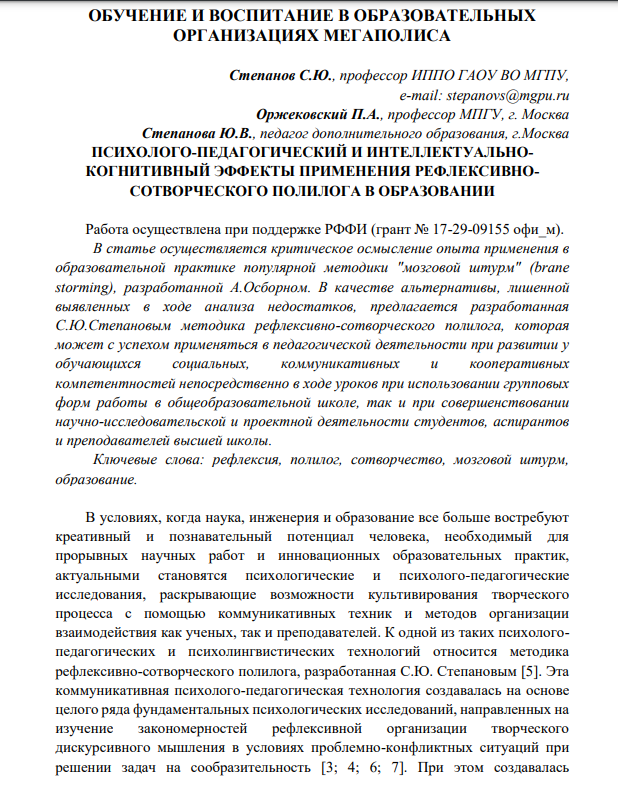 ОБУЧЕНИЕ И ВОСПИТАНИЕ В ОБРАЗОВАТЕЛЬНЫХ
ОРГАНИЗАЦИЯХ МЕГАПОЛИСА
Степанов С.Ю., профессор ИППО ГАОУ ВО МГПУ,
e-mail: stepanovs@mgpu.ru
Оржековский П.А., профессор МПГУ, г. Москва
Степанова Ю.В., педагог дополнительного образования, г.Москва
ПСИХОЛОГО-ПЕДАГОГИЧЕСКИЙ И ИНТЕЛЛЕКТУАЛЬНО-
КОГНИТИВНЫЙ ЭФФЕКТЫ ПРИМЕНЕНИЯ РЕФЛЕКСИВНО-
СОТВОРЧЕСКОГО ПОЛИЛОГА В ОБРАЗОВАНИИ
Работа осуществлена при поддержке РФФИ (грант № 17-29-09155 офи_м).
В статье осуществляется критическое осмысление опыта применения в
образовательной практике популярной методики "мозговой штурм" (brane
storming), разработанной А.Осборном. В качестве альтернативы, лишенной
выявленных в ходе анализа недостатков, предлагается разработанная
С.Ю.Степановым методика рефлексивно-сотворческого полилога, которая
может с успехом применяться в педагогической деятельности при развитии у
обучающихся социальных, коммуникативных и кооперативных
компетентностей непосредственно в ходе уроков при использовании групповых
форм работы в общеобразовательной школе, так и при совершенствовании
научно-исследовательской и проектной деятельности студентов, аспирантов
и преподавателей высшей школы.
Ключевые слова: рефлексия, полилог, сотворчество, мозговой штурм,
образование.
В условиях, когда наука, инженерия и образование все больше востребуют
креативный и познавательный потенциал человека, необходимый для
прорывных научных работ и инновационных образовательных практик,
актуальными становятся психологические и психолого-педагогические
исследования, раскрывающие возможности культивирования творческого
процесса с помощью коммуникативных техник и методов организации
взаимодействия как ученых, так и преподавателей. К одной из таких психолого-
педагогических и психолингвистических технологий относится методика
рефлексивно-сотворческого полилога, разработанная С.Ю. Степановым [5]. Эта
коммуникативная психолого-педагогическая технология создавалась на основе
целого ряда фундаментальных психологических исследований, направленных на
изучение закономерностей рефлексивной организации творческого
дискурсивного мышления в условиях проблемно-конфликтных ситуаций при
решении задач на сообразительность [3; 4; 6; 7]. При этом создавалась